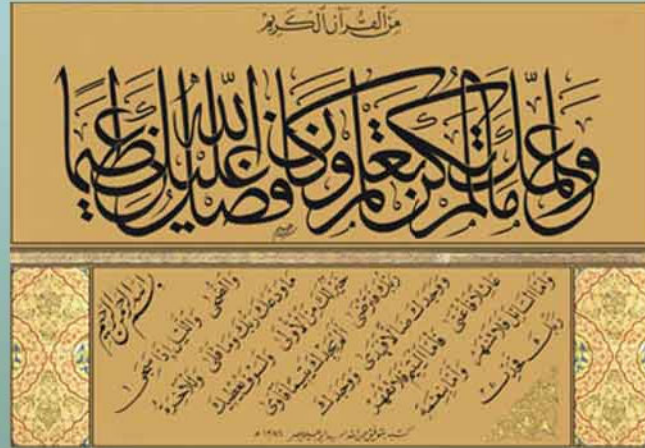 من القرآن الكريم
وعلمك ما لم تكن تعلم وكان فضل الله عليك عظيما
بسم الله الرحمن الرحيم
والضحى والليل إذا سجى
ما ودعك ربك وما قلى وللآخرة
خير لك من الأولى ولسوف يعطيك
ربك فترضى ألم يجدك يتيما فآوى
ووجدك ضالا فهدى ووجدك
عائلا فأغنى فأما اليتيم فلا تقهر
وأما السائل فلا تنهر وأما بنعمة
ربك فحدث